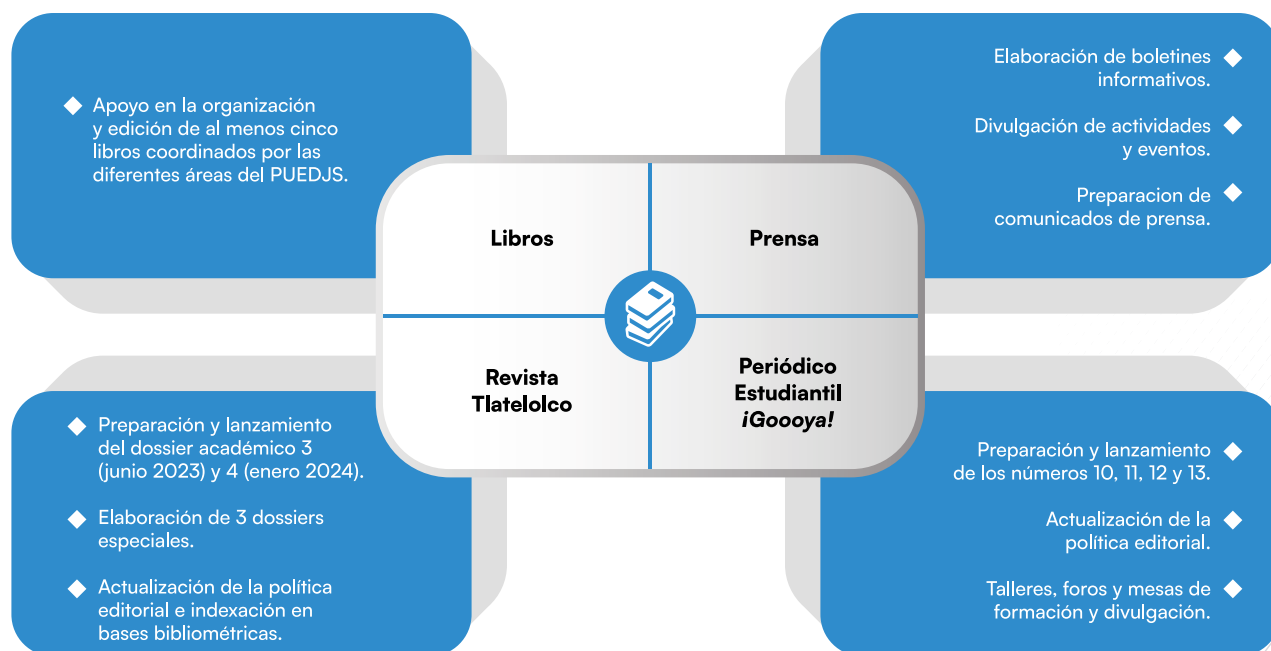 Apoyo en la organización
y edición de al menos cinco
libros coordinados por las
diferentes áreas del PUEDJS.
Elaboración de boletines
informativos.
Divulgación de actividades
y eventos.
Preparacion de
comunicados de prensa.
Libros
Prensa
Revista
Tlatelolco
Periódico
Estudiantil
¡Goooya!
Preparación y lanzamiento
del dossier académico 3
(junio 2023) y 4 (enero 2024).
Elaboración de 3 dossiers
especiales.
Actualización de la política
editorial e indexación en
bases bibliométricas.
Preparación y lanzamiento
de los números 10, 11, 12 y 13.
Actualización de la
política editorial.
Talleres, foros y mesas de
formación y divulgación.